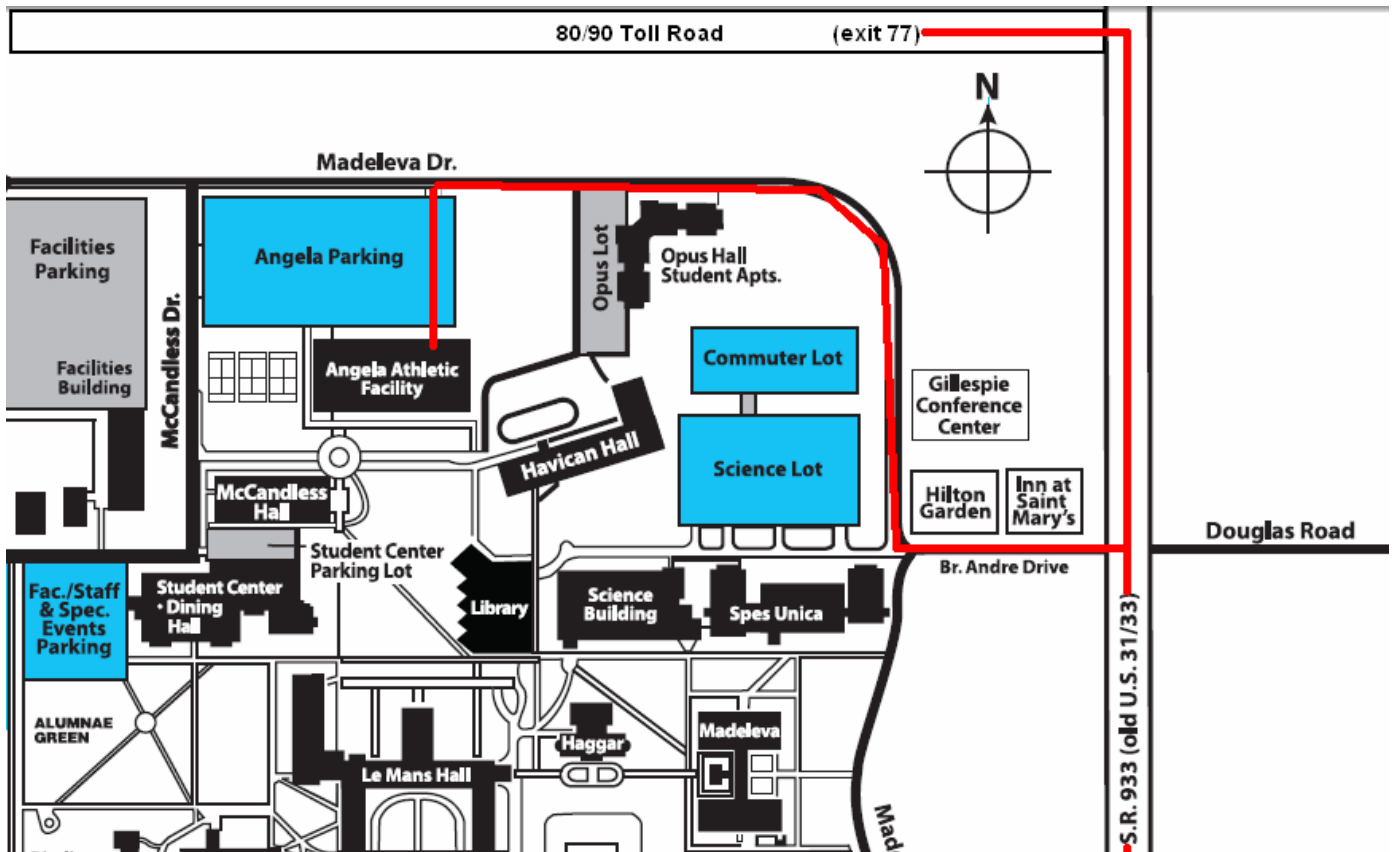 80/90 Toll Road
(exit 77)
N
Madeleva Dr.
Facilities
Parking
Facilities
Building
McCandless Dr.
Angela Parking
Angela Athletic
Facility
Opus Lot
Opus Hall
Student Apts.
Commuter Lot
Science Lot
Gillespie
Conference
Center
Hilton
Garden
Inn at
Saint
Mary's
Douglas Road
Br. Andre Drive
Havican Hall
McCandless
Hall
Student Center
Parking Lot
Fac./Staff
& Spec.
Events
Parking
Student Center
• Dining
Hall
Library
Science
Building
Spes Unica
S.R. 933 (old U.S. 31/33)
ALUMNAE
GREEN
Le Mans Hall
Haggar
Madeleva
Mad